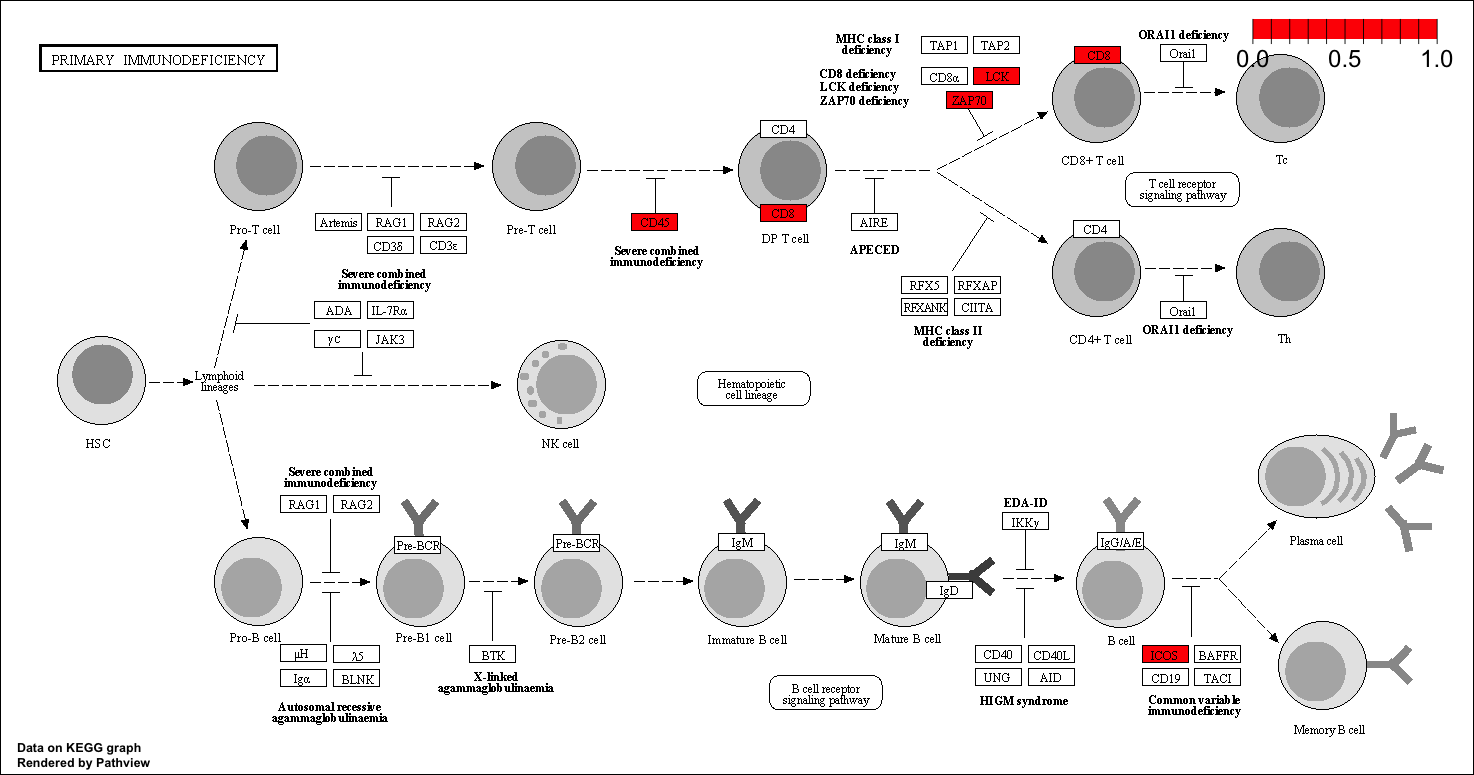 PRIMARY IMMUNODEFICIENCY
0.0 0.5 1.0
MHC class I
deficiency
TAP1 TAP2
CD8 deficiency
LCK deficiency
ZAP70 deficiency
CD8α LCK
ZAP70
CD8
CD8+ T cell
ORAI1 deficiency
Orai1
Tc
T cell receptor
signaling pathway
Pro-T cell
Artemis RAG1 RAG2
CD3δ CD3ε
Severe combined
immunodeficiency
Pre-T cell
CD45
Severe combined
immunodeficiency
CD4
CD8
DP T cell
AIRE
APECED
CD4
CD4+ T cell
Orai1
ORAI1 deficiency
Th
RFX5 RFXAP
RFXANK CIITA
MHC class II
deficiency
ADA IL-7Rα
γc JAK3
HSC
Lymphoid
lineages
NK cell
Hematopoietic
cell lineage
Severe combined
immunodeficiency
RAG1 RAG2
Pro-B cell
μH λ5
Igα BLNK
Autosomal recessive
agammaglobulinaemia
Pre-BCR
Pre-B1 cell
BTK
X-linked
agammaglobulinaemia
Pre-BCR
Pre-B2 cell
IgM
Immature B cell
IgM
IgD
Mature B cell
B cell receptor
signaling pathway
EDA-ID
IKKγ
CD40 CD40L
UNG AID
HIGM syndrome
IgG/A/E
B cell
ICOS BAFFR
CD19 TACI
Common variable
immunodeficiency
Plasma cell
Memory B cell
Data on KEGG graph
Rendered by Pathview